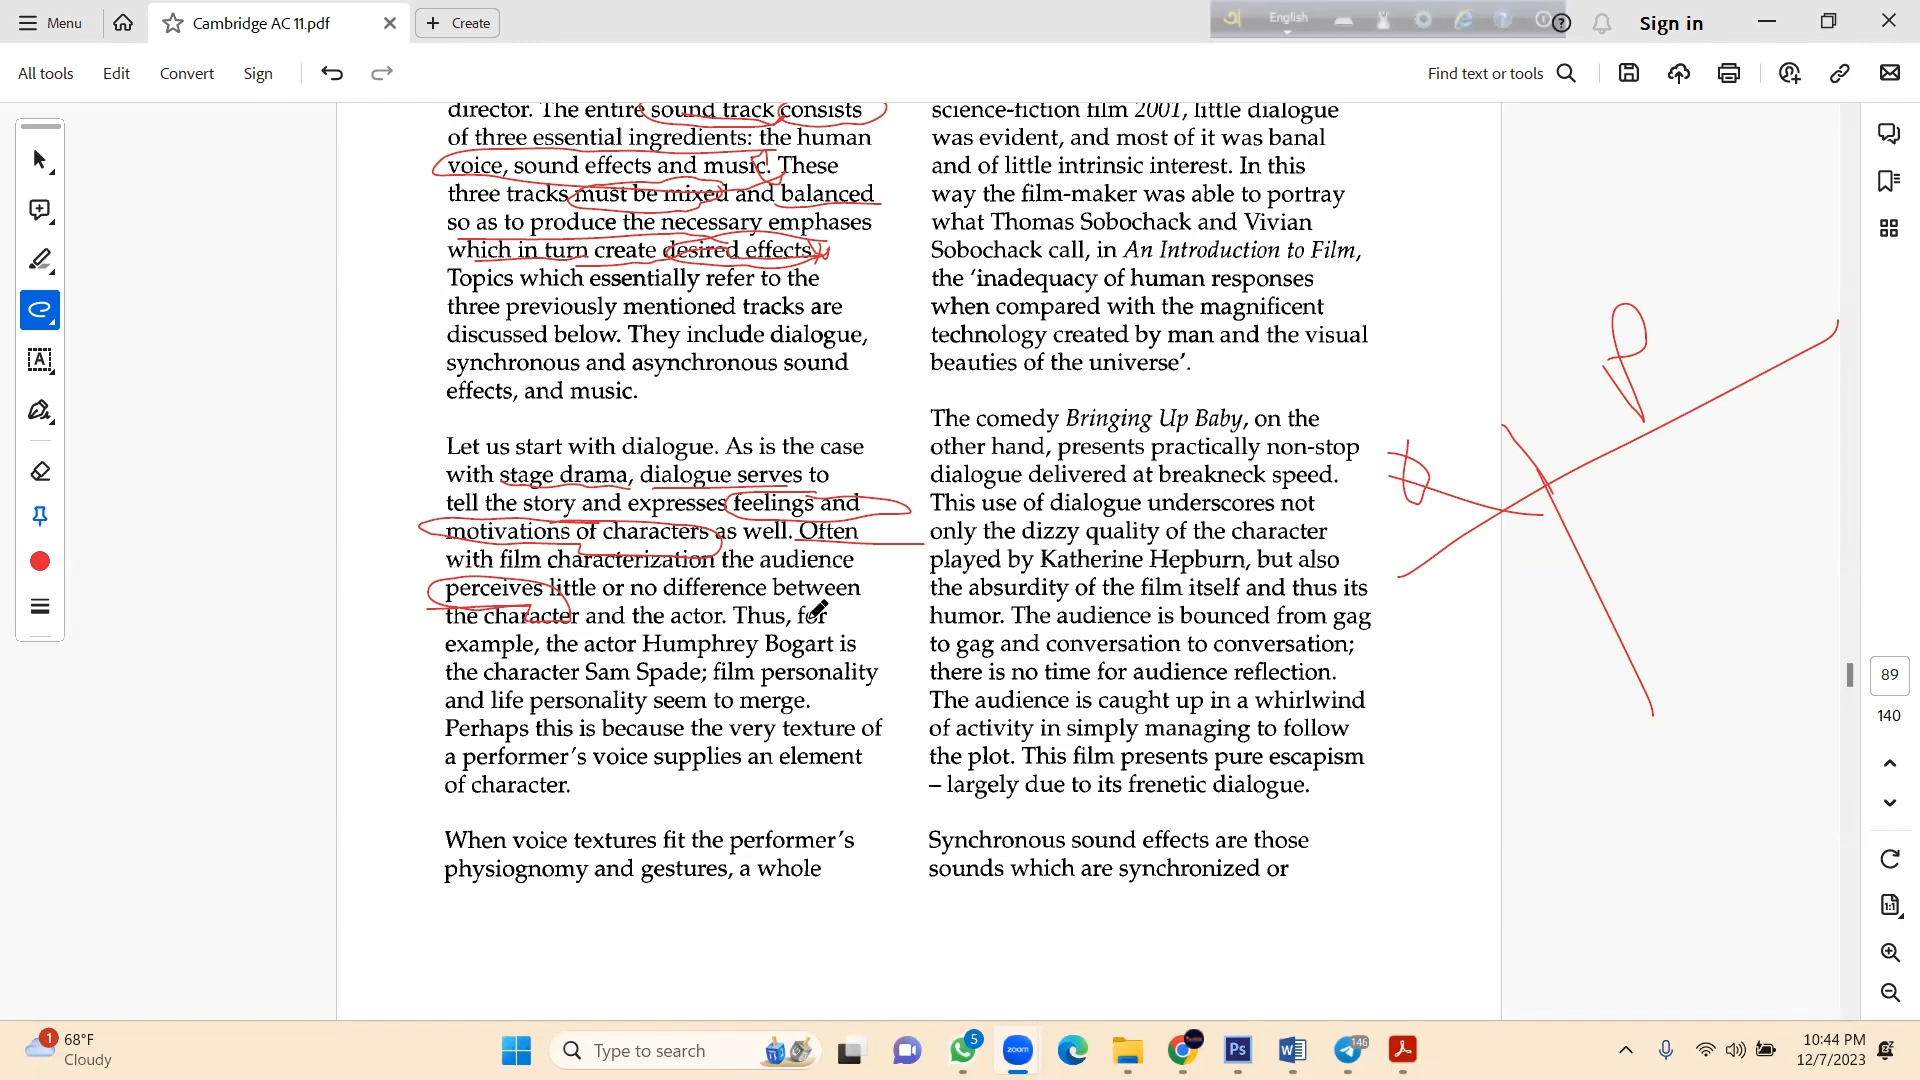 Menu
Cambridge AC 11.pdf
Create
English
Sign in
All tools
Edit
Convert
Sign
Find text or tools
director. The entire sound track consists
of three essential ingredients: the human
voice, sound effects and music. These
three tracks must be mixed and balanced
so as to produce the necessary emphases
which in turn create desired effects.
Topics which essentially refer to the
three previously mentioned tracks are
discussed below. They include dialogue,
synchronous and asynchronous sound
effects, and music.
Let us start with dialogue. As is the case
with stage drama, dialogue serves to
tell the story and expresses feelings and
motivations of characters as well. Often
with film characterization the audience
perceives little or no difference between
the character and the actor. Thus, for
example, the actor Humphrey Bogart is
the character Sam Spade; film personality
and life personality seem to merge.
Perhaps this is because the very texture of
a performer's voice supplies an element
of character.
When voice textures fit the performer's
physiognomy and gestures, a whole
science-fiction film 2001, little dialogue
was evident, and most of it was banal
and of little intrinsic interest. In this
way the film-maker was able to portray
what Thomas Sobochack and Vivian
Sobochack call, in An Introduction to Film,
the 'inadequacy of human responses
when compared with the magnificent
technology created by man and the visual
beauties of the universe'.
The comedy Bringing Up Baby, on the
other hand, presents practically non-stop
dialogue delivered at breakneck speed.
This use of dialogue underscores not
only the dizzy quality of the character
played by Katherine Hepburn, but also
the absurdity of the film itself and thus its
humor. The audience is bounced from gag
to gag and conversation to conversation;
there is no time for audience reflection.
The audience is caught up in a whirlwind
of activity in simply managing to follow
the plot. This film presents pure escapism
– largely due to its frenetic dialogue.
Synchronous sound effects are those
sounds which are synchronized or
89
140
1
68°F
Cloudy
Type to search
5
zoom
Ps
146
10:44 PM
12/7/2023